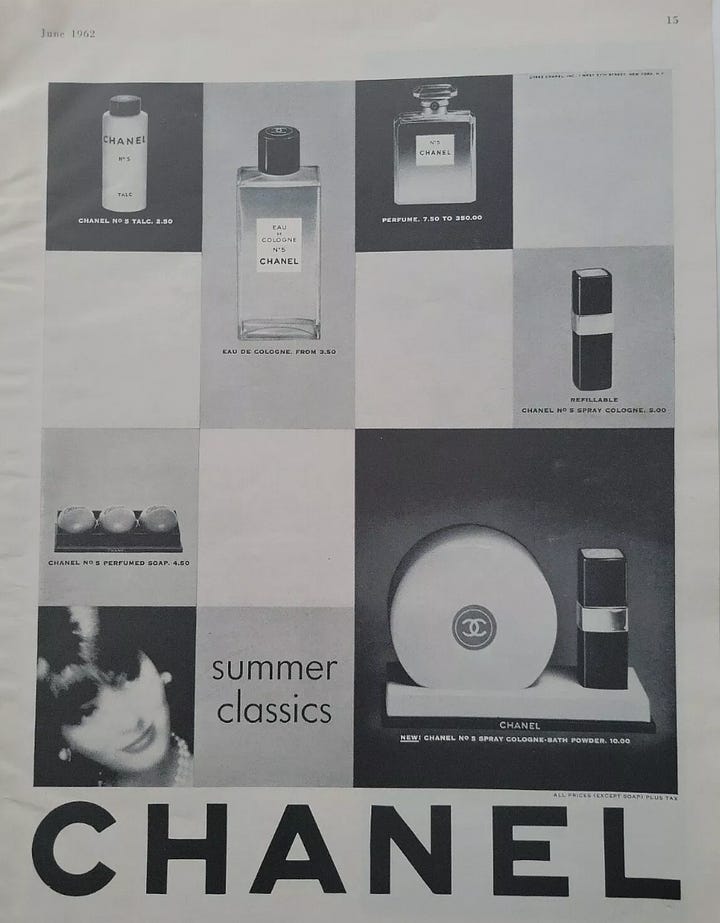 June 1962
15
©1962 CHANEL, INC. 1 WEST 57TH STREET, NEW YORK, N.Y.
CHANEL
Nº 5
TALC
CHANEL Nº 5 TALC. 2.50
EAU
DE
COLOGNE
Nº 5
CHANEL
EAU DE COLOGNE. FROM 3.50
Nº 5
CHANEL
PERFUME. 7.50 TO 350.00
REFILLABLE
CHANEL Nº 5 SPRAY COLOGNE. 5.00
CHANEL
CHANEL Nº 5 PERFUMED SOAP. 4.50
summer
classics
CHANEL
NEW! CHANEL Nº 5 SPRAY COLOGNE-BATH POWDER. 10.00
ALL PRICES (EXCEPT SOAP) PLUS TAX
CHANEL